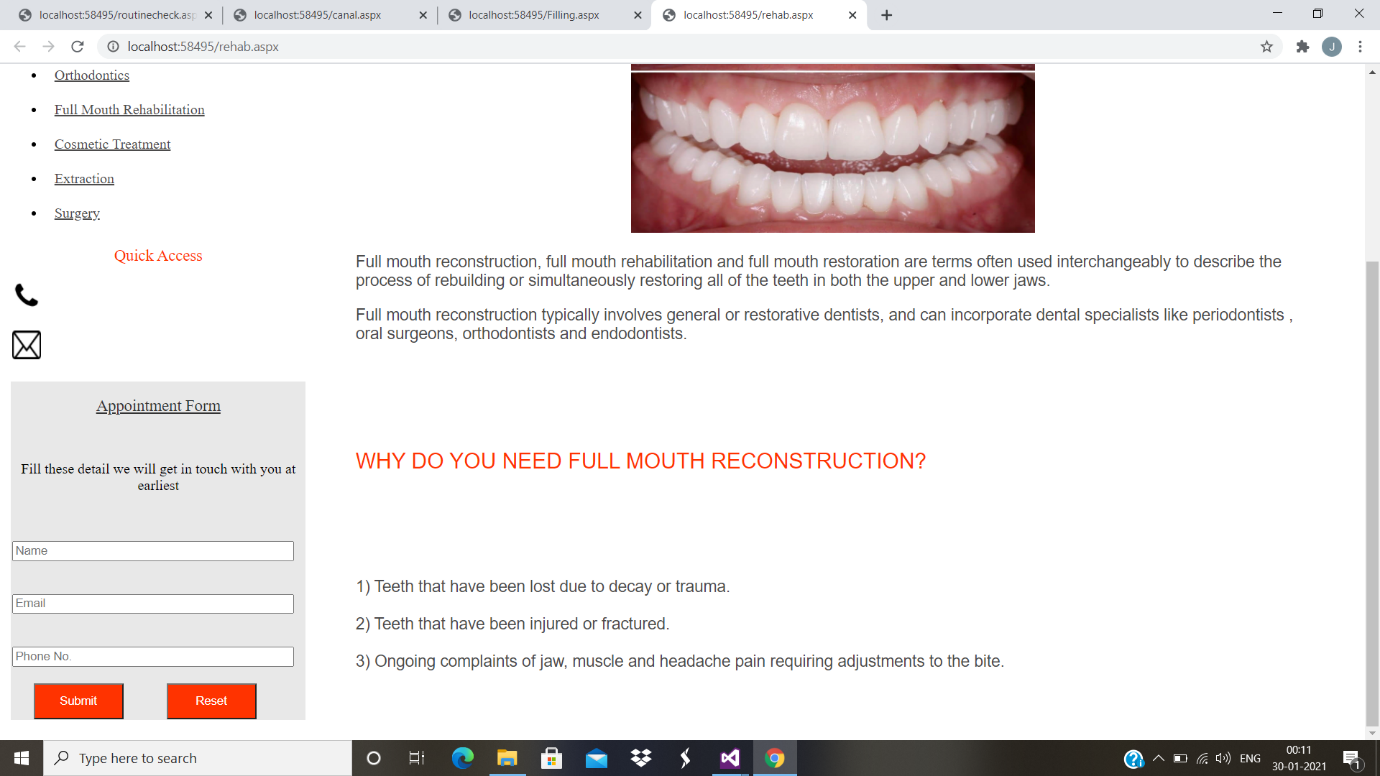 localhost:58495/routinecheck.asp
localhost:58495/canal.aspx
localhost:58495/Filling.aspx
localhost:58495/rehab.aspx
localhost:58495/rehab.aspx
J
Orthodontics
Full Mouth Rehabilitation
Cosmetic Treatment
Extraction
Surgery
Quick Access
Appointment Form
Fill these detail we will get in touch with you at
earliest
Name
Email
Phone No.
Submit Reset
Full mouth reconstruction, full mouth rehabilitation and full mouth restoration are terms often used interchangeably to describe the
process of rebuilding or simultaneously restoring all of the teeth in both the upper and lower jaws.
Full mouth reconstruction typically involves general or restorative dentists, and can incorporate dental specialists like periodontists ,
oral surgeons, orthodontists and endodontists.
WHY DO YOU NEED FULL MOUTH RECONSTRUCTION?
1) Teeth that have been lost due to decay or trauma.
2) Teeth that have been injured or fractured.
3) Ongoing complaints of jaw, muscle and headache pain requiring adjustments to the bite.
Type here to search
ENG
00:11
30-01-2021
1